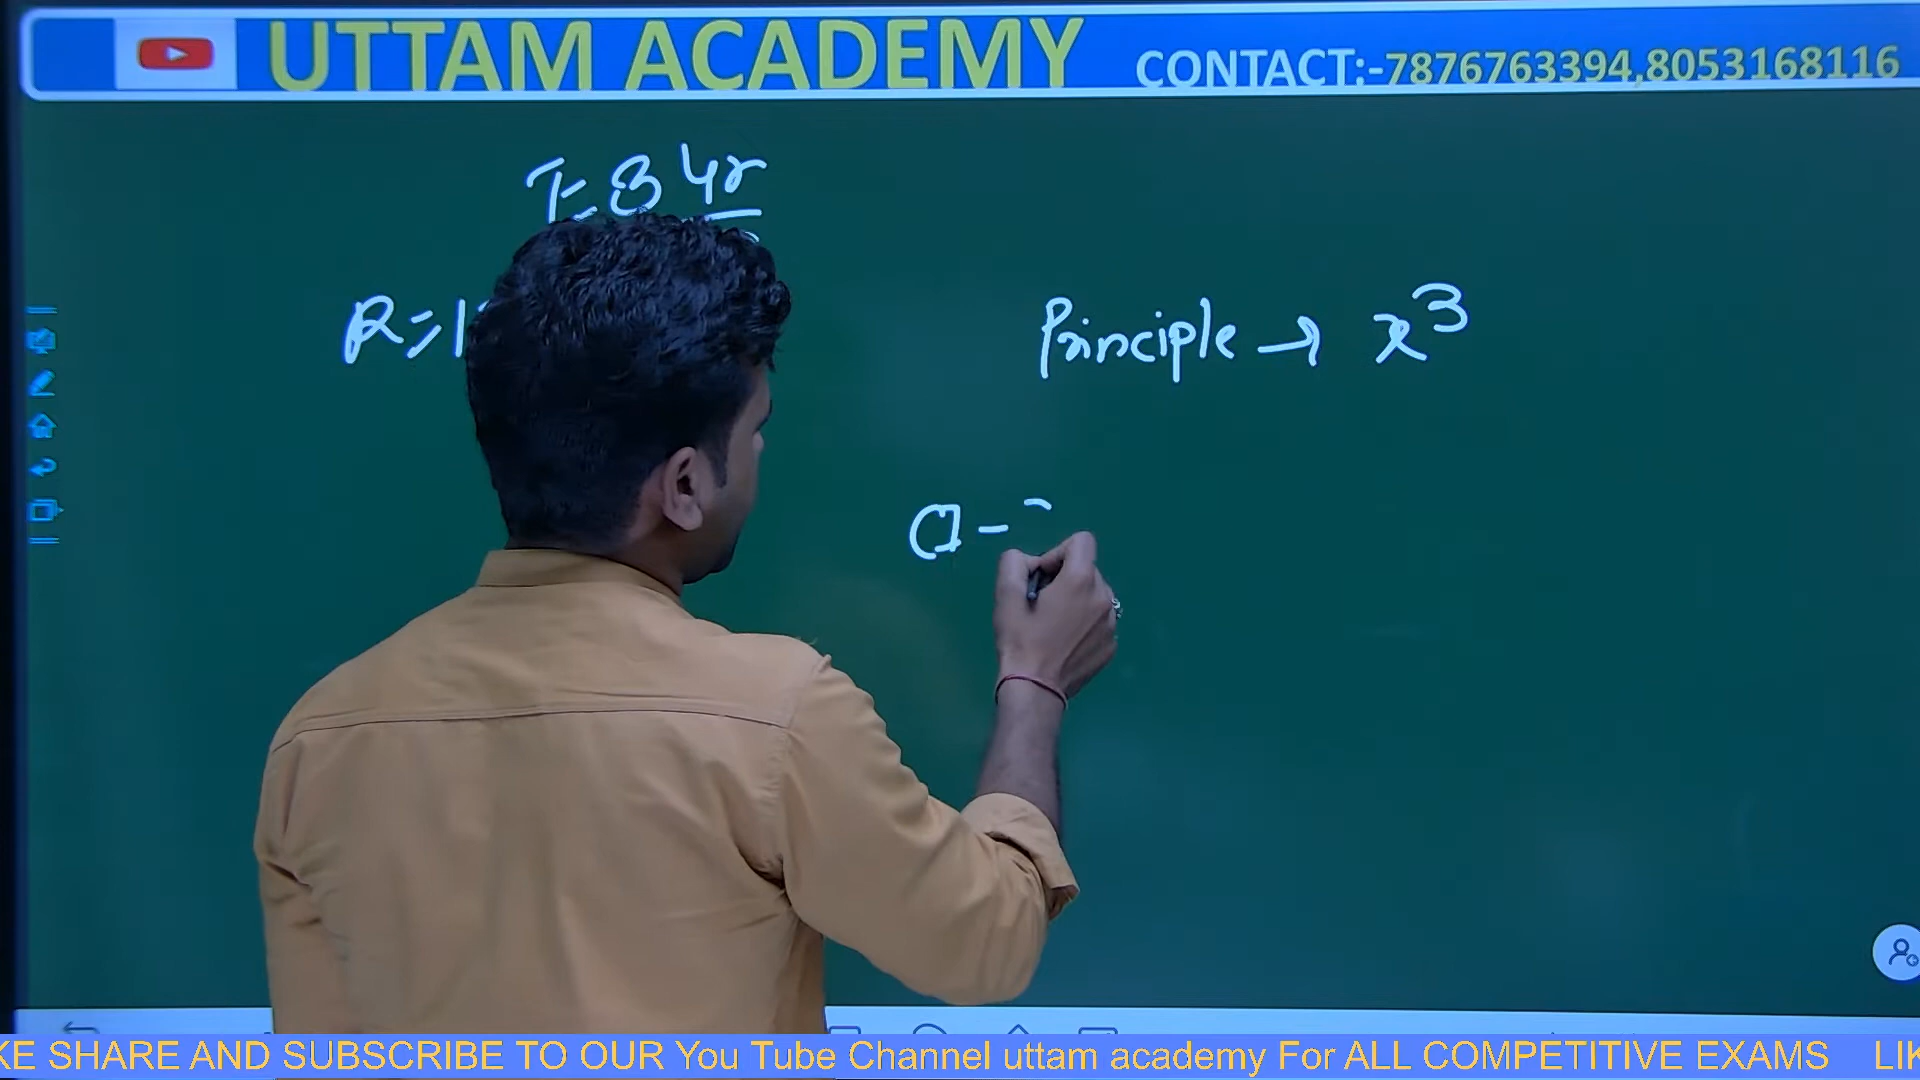 UTTAM ACADEMY CONTACT:-7876763394,8053168116
T=3 yr
Principle → x³
KE SHARE AND SUBSCRIBE TO OUR You Tube Channel uttam academy For ALL COMPETITIVE EXAMS LIK